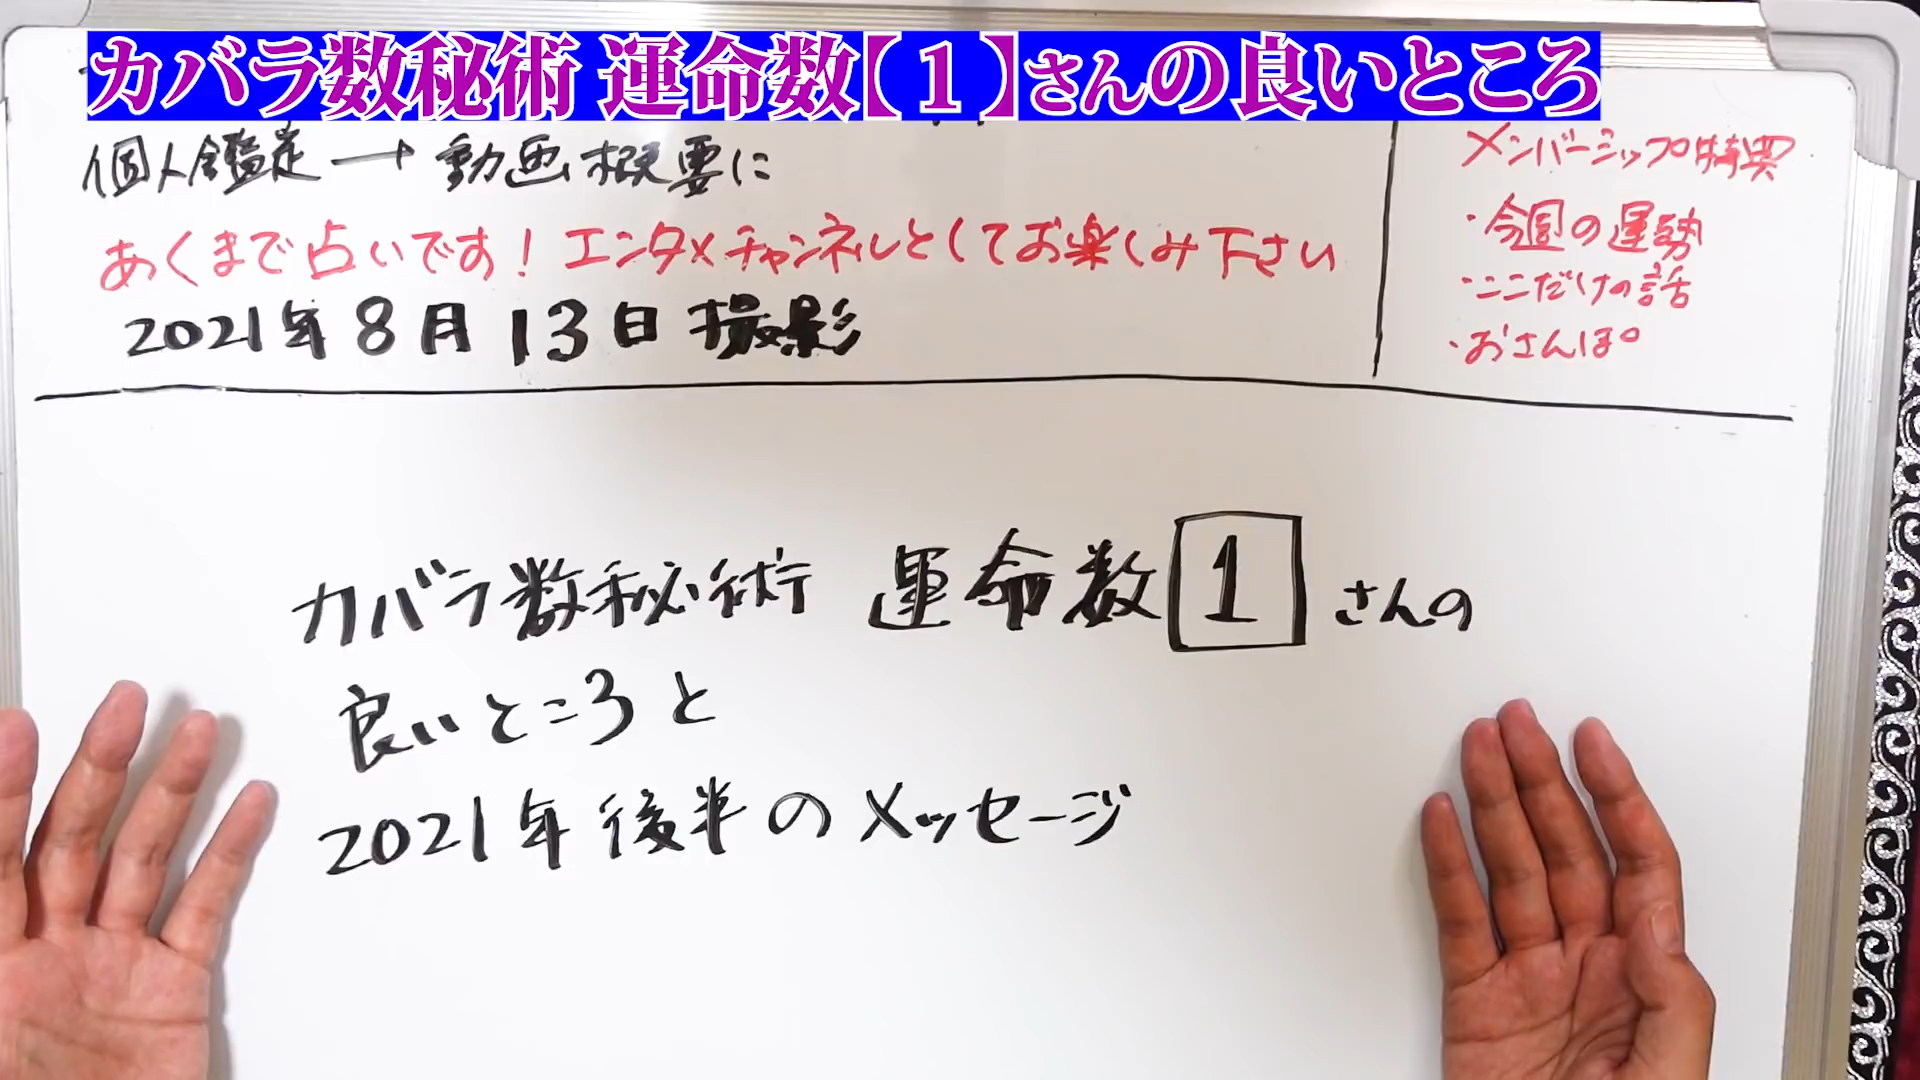 カバラ数秘術 運命数【１】さんの良いところ
個人鑑定→動画概要に
あくまで占いです！エンタメチャンネルとしてお楽しみ下さい
2021年8月13日撮影
メンバーシップ特典
・今週の運勢
・ここだけの話
・おさんぽ
カバラ数秘術 運命数 1 さんの
良いところと
2021年後半のメッセージ